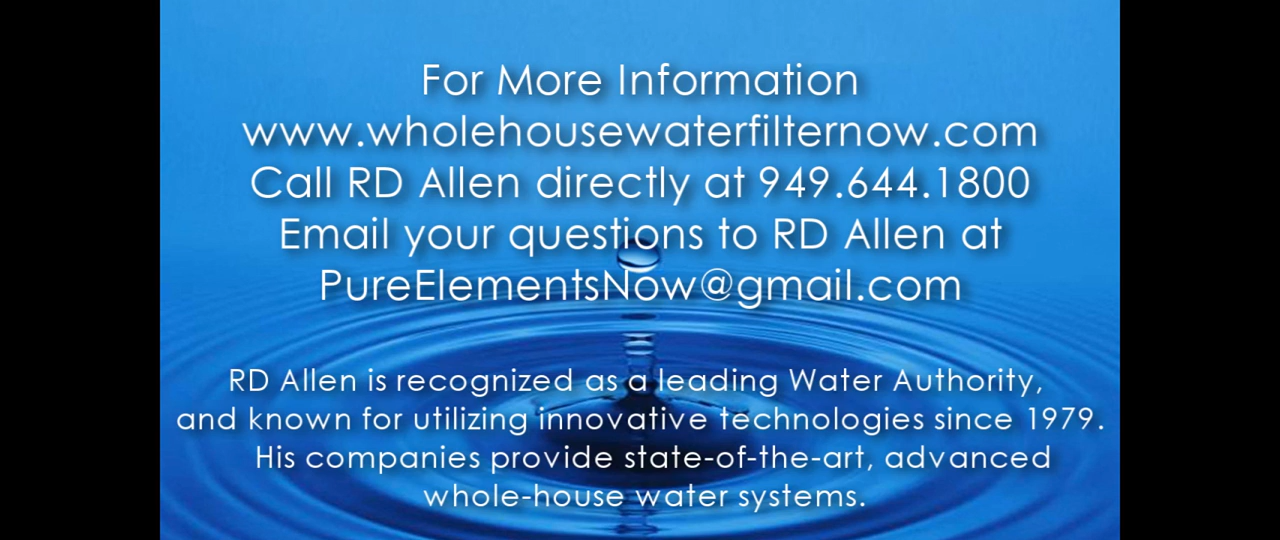 For More Information
www.wholehousewaterfilternow.com
Call RD Allen directly at 949.644.1800
Email your questions to RD Allen at
PureElementsNow@gmail.com
RD Allen is recognized as a leading Water Authority,
and known for utilizing innovative technologies since 1979.
His companies provide state-of-the-art, advanced
whole-house water systems.